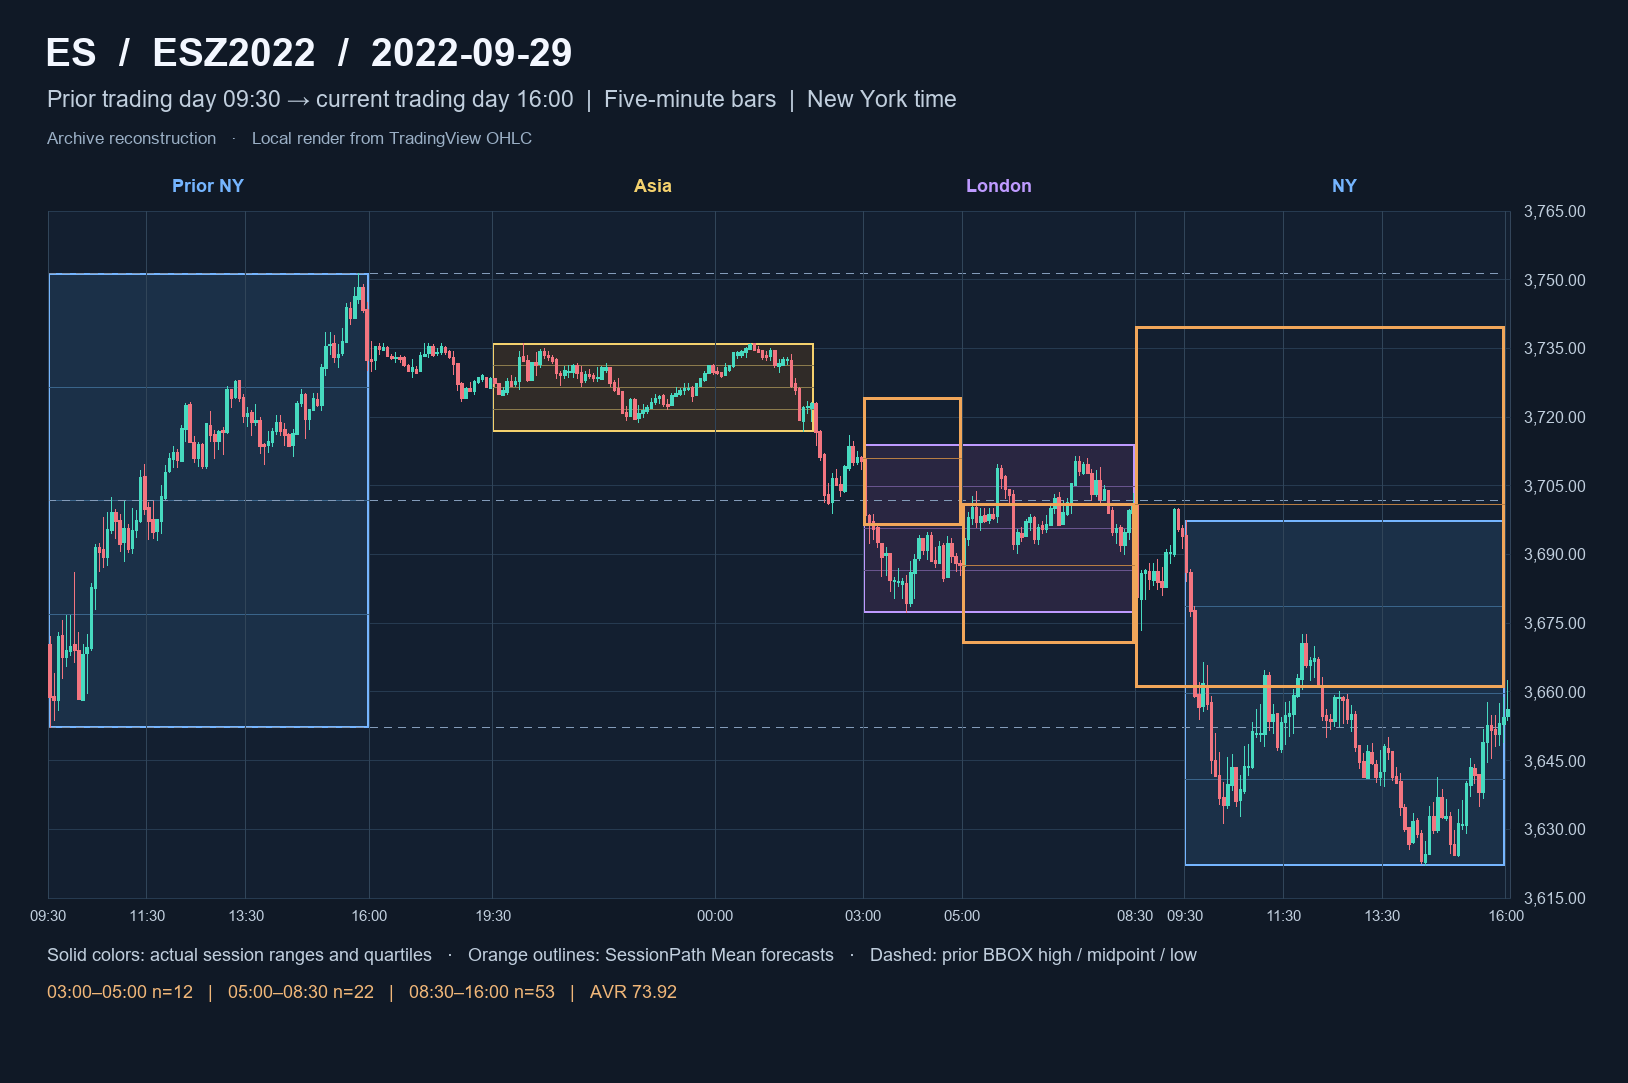 ES / ESZ2022 / 2022-09-29
Prior trading day 09:30 → current trading day 16:00 | Five-minute bars | New York time
Archive reconstruction · Local render from TradingView OHLC
Prior NY Asia London NY
3,765.00
3,750.00
3,735.00
3,720.00
3,705.00
3,690.00
3,675.00
3,660.00
3,645.00
3,630.00
3,615.00
09:30 11:30 13:30 16:00 19:30 00:00 03:00 05:00 08:30 09:30 11:30 13:30 16:00
Solid colors: actual session ranges and quartiles · Orange outlines: SessionPath Mean forecasts · Dashed: prior BBOX high / midpoint / low
03:00–05:00 n=12 | 05:00–08:30 n=22 | 08:30–16:00 n=53 | AVR 73.92